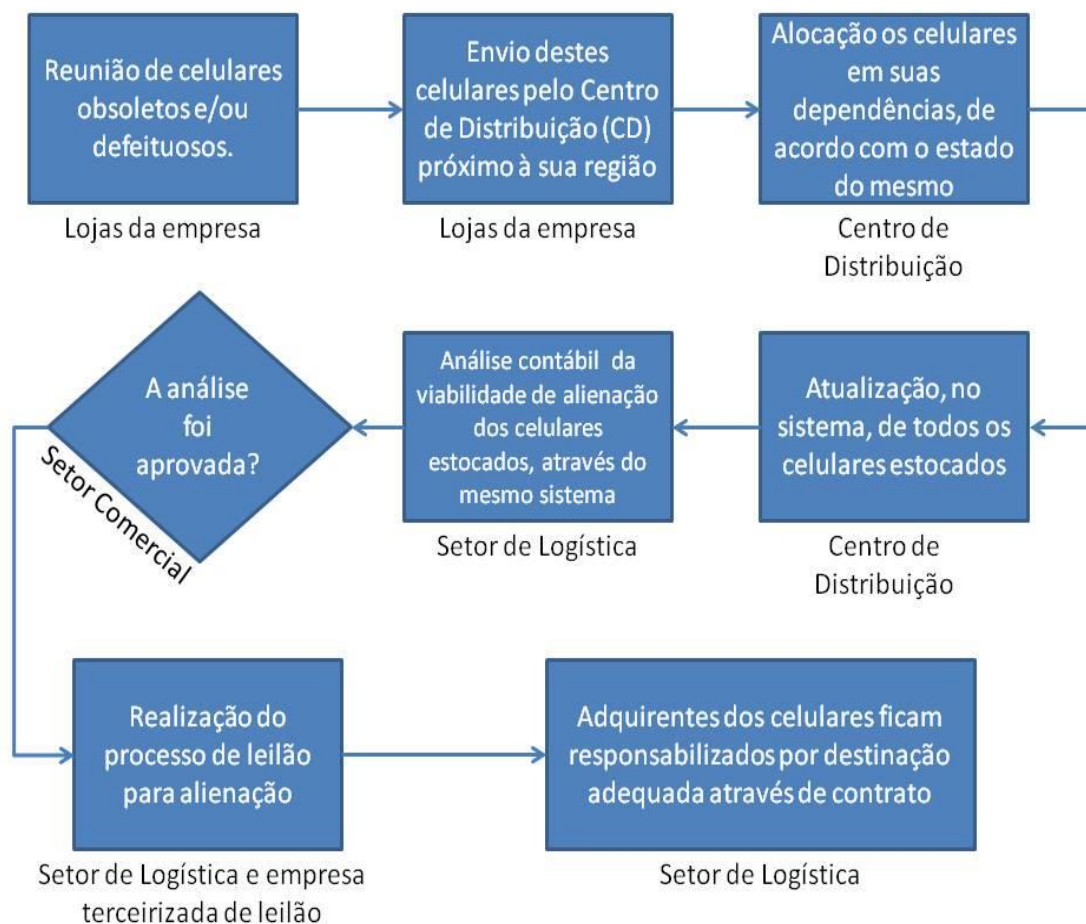 Reunião de celulares
obsoletos e/ou
defeituosos.
Lojas da empresa
Envio destes
celulares pelo Centro
de Distribuição (CD)
próximo à sua região
Lojas da empresa
Alocação os celulares
em suas
dependências, de
acordo com o estado
do mesmo
Centro de
Distribuição
Atualização, no
sistema, de todos os
celulares estocados
Centro de
Distribuição
Análise contábil da
viabilidade de alienação
dos celulares
estocados, através do
mesmo sistema
Setor de Logística
A análise
foi
aprovada?
Setor Comercial
Realização do
processo de leilão
para alienação
Setor de Logística e empresa
terceirizada de leilão
Adquirentes dos celulares ficam
responsabilizados por destinação
adequada através de contrato
Setor de Logística